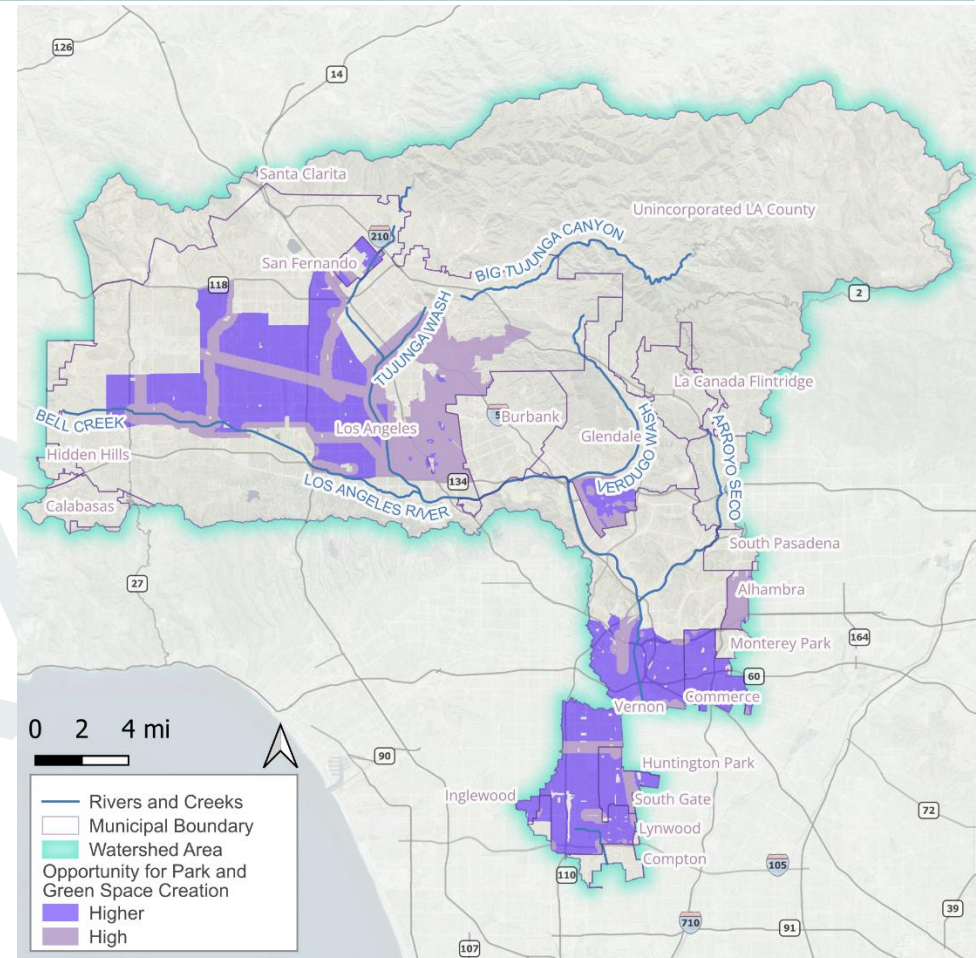 126
14
Santa Clarita
Unincorporated LA County
210
BIG TUJUNGA CANYON
San Fernando
118
2
TUJUNGA WASH
La Canada Flintridge
5
Burbank
BELL CREEK
Los Angeles
Glendale
VERDUGO WASH
ARROYO SECO
Hidden Hills
134
LOS ANGELES RIVER
Calabasas
South Pasadena
27
Alhambra
Monterey Park
164
60
Commerce
Vernon
0 2 4 mi
90
Huntington Park
Inglewood
South Gate
72
Lynwood
Compton
105
110
39
710
91
107
Rivers and Creeks
Municipal Boundary
Watershed Area
Opportunity for Park and
Green Space Creation
Higher
High